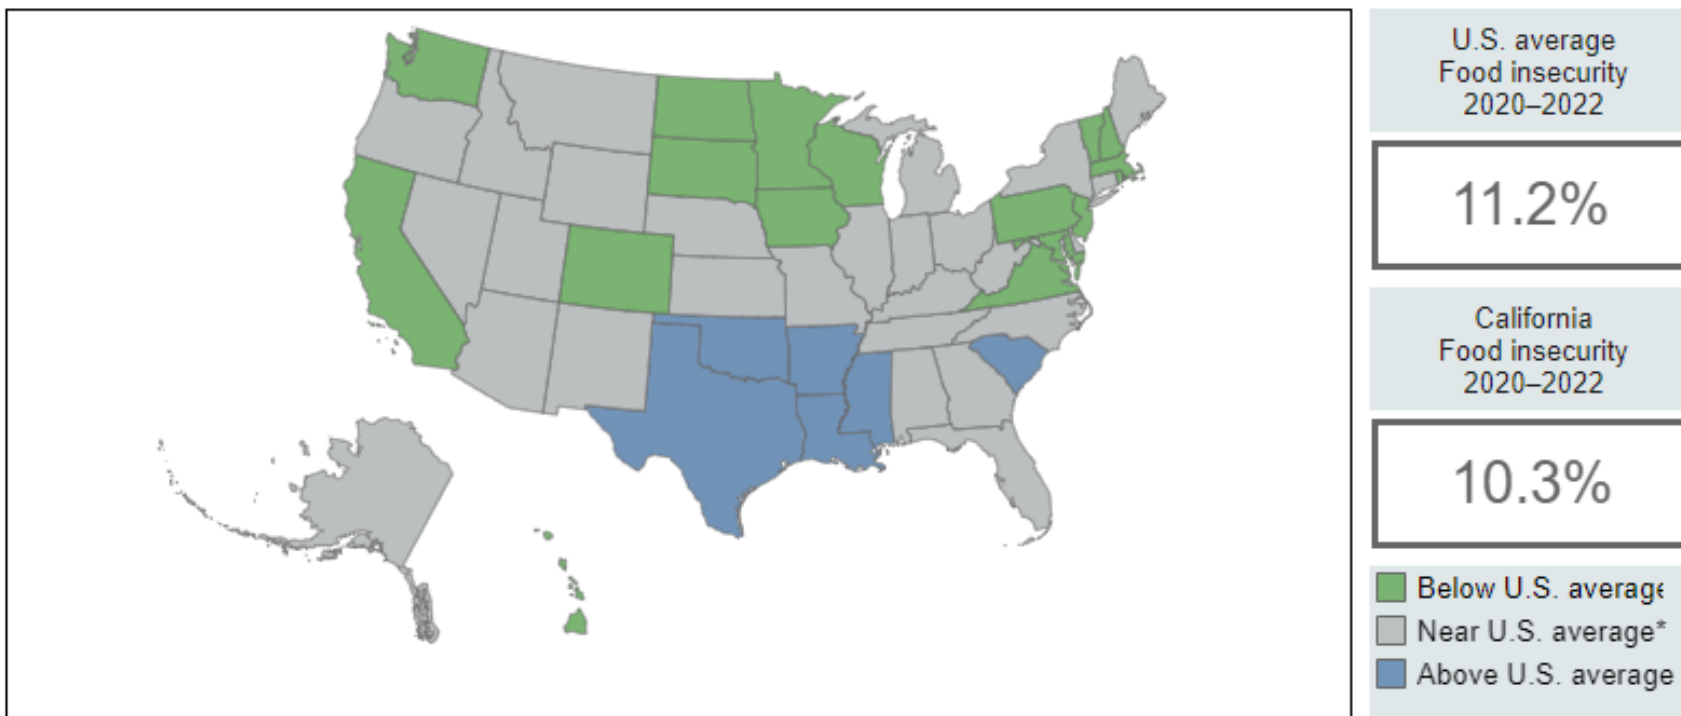 U.S. average
Food insecurity
2020–2022
11.2%
California
Food insecurity
2020–2022
10.3%
Below U.S. average
Near U.S. average*
Above U.S. average